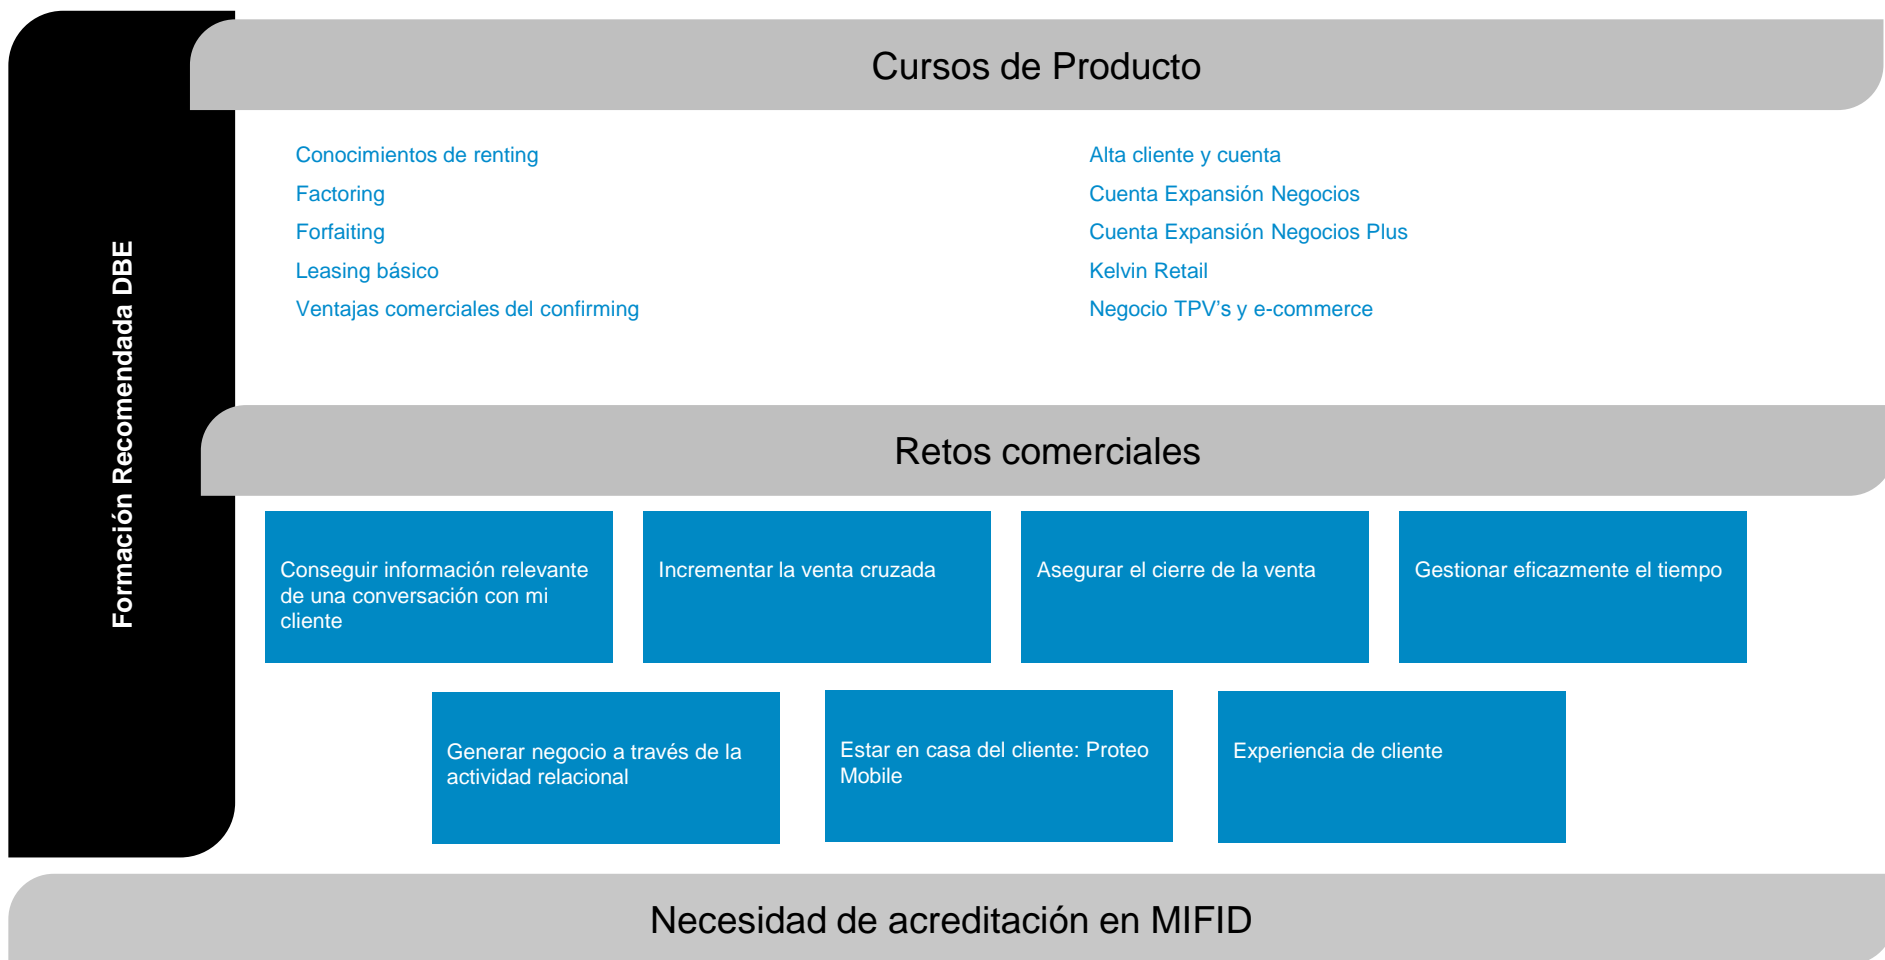 Formación Recomendada DBE
Cursos de Producto
Conocimientos de renting
Factoring
Forfaiting
Leasing básico
Ventajas comerciales del confirming
Alta cliente y cuenta
Cuenta Expansión Negocios
Cuenta Expansión Negocios Plus
Kelvin Retail
Negocio TPV’s y e-commerce
Retos comerciales
Conseguir información relevante
de una conversación con mi
cliente
Incrementar la venta cruzada
Asegurar el cierre de la venta
Gestionar eficazmente el tiempo
Generar negocio a través de la
actividad relacional
Estar en casa del cliente: Proteo
Mobile
Experiencia de cliente
Necesidad de acreditación en MIFID